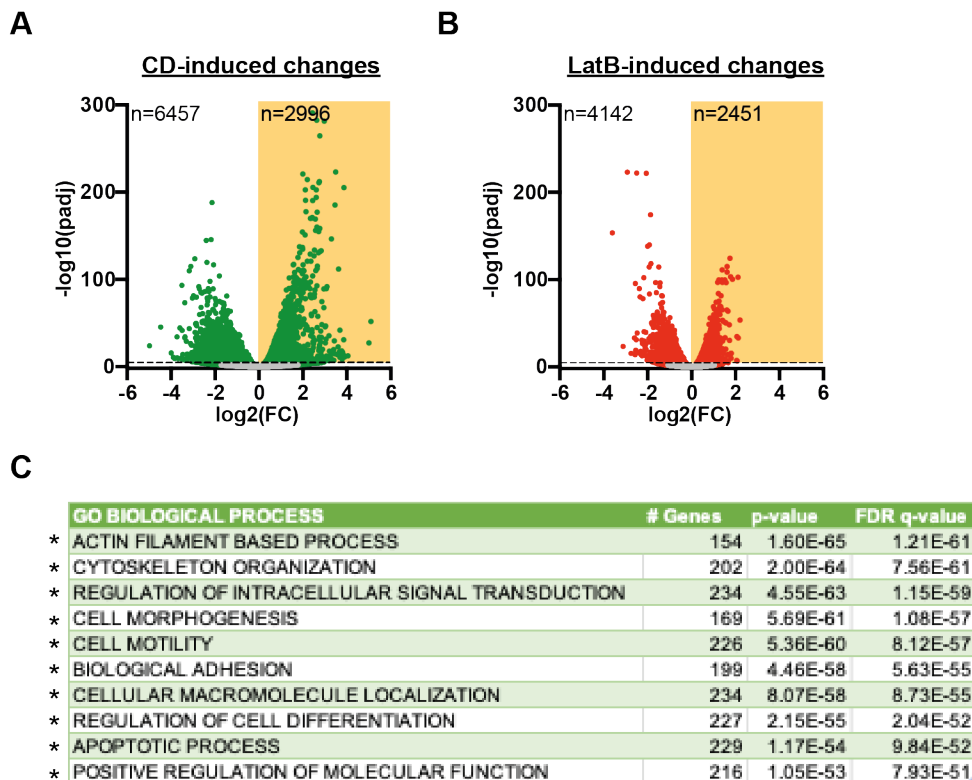 A
B
CD-induced changes
LatB-induced changes
300
n=6457
n=2996
200
100
0
-log10(padj)
-6 -4 -2 0 2 4 6
log2(FC)
300
n=4142
n=2451
200
100
0
-log10(padj)
-6 -4 -2 0 2 4 6
log2(FC)
C
GO BIOLOGICAL PROCESS # Genes p-value FDR q-value
* ACTIN FILAMENT BASED PROCESS 154 1.60E-65 1.21E-61
* CYTOSKELETON ORGANIZATION 202 2.00E-64 7.56E-61
* REGULATION OF INTRACELLULAR SIGNAL TRANSDUCTION 234 4.55E-63 1.15E-59
* CELL MORPHOGENESIS 169 5.69E-61 1.08E-57
* CELL MOTILITY 226 5.36E-60 8.12E-57
* BIOLOGICAL ADHESION 199 4.46E-58 5.63E-55
* CELLULAR MACROMOLECULE LOCALIZATION 234 8.07E-58 8.73E-55
* REGULATION OF CELL DIFFERENTIATION 227 2.15E-55 2.04E-52
* APOPTOTIC PROCESS 229 1.17E-54 9.84E-52
* POSITIVE REGULATION OF MOLECULAR FUNCTION 216 1.05E-53 7.93E-51